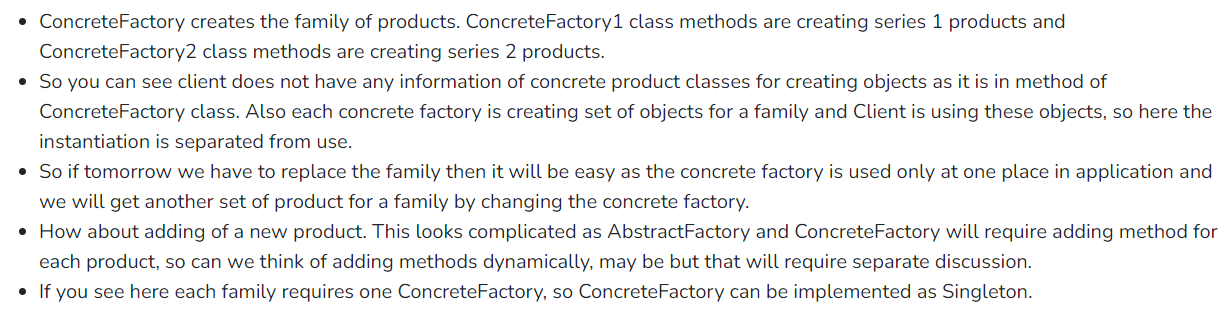 • ConcreteFactory creates the family of products. ConcreteFactory1 class methods are creating series 1 products and
ConcreteFactory2 class methods are creating series 2 products.
• So you can see client does not have any information of concrete product classes for creating objects as it is in method of
ConcreteFactory class. Also each concrete factory is creating set of objects for a family and Client is using these objects, so here the
instantiation is separated from use.
• So if tomorrow we have to replace the family then it will be easy as the concrete factory is used only at one place in application and
we will get another set of product for a family by changing the concrete factory.
• How about adding of a new product. This looks complicated as AbstractFactory and ConcreteFactory will require adding method for
each product, so can we think of adding methods dynamically, may be but that will require separate discussion.
• If you see here each family requires one ConcreteFactory, so ConcreteFactory can be implemented as Singleton.